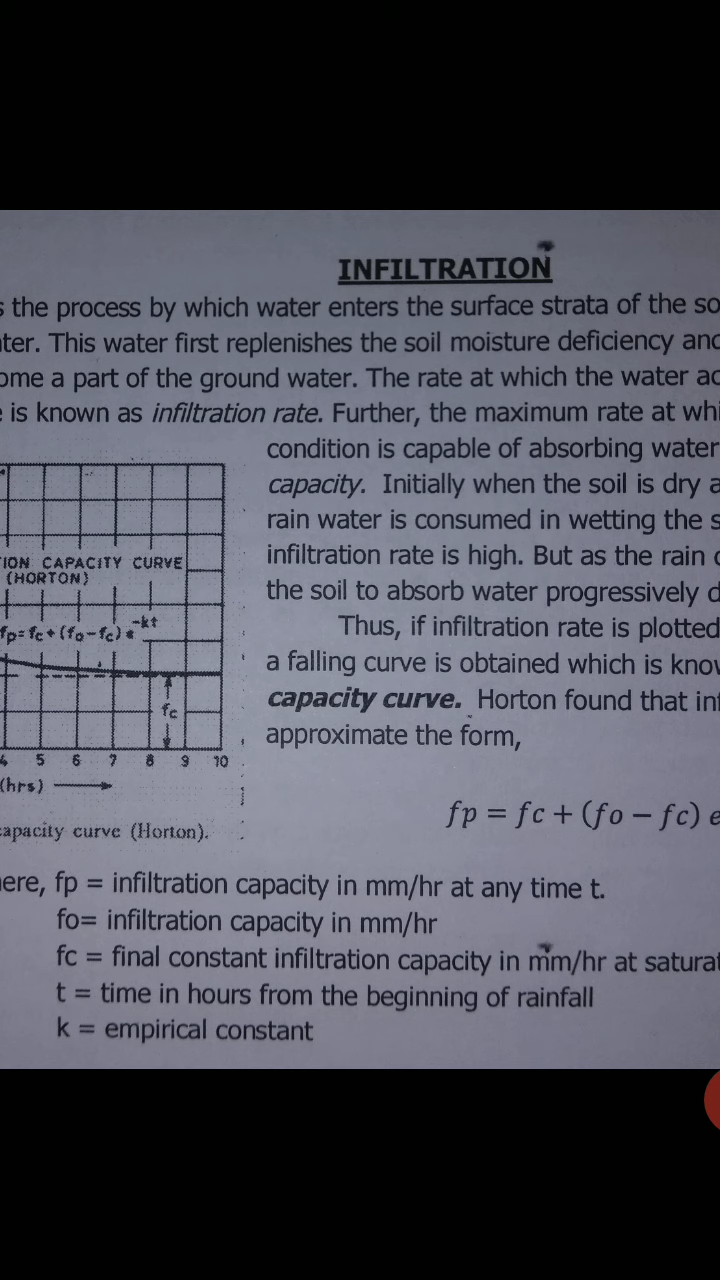 INFILTRATION
s the process by which water enters the surface strata of the so
ter. This water first replenishes the soil moisture deficiency and
ome a part of the ground water. The rate at which the water ac
e is known as infiltration rate. Further, the maximum rate at whi
condition is capable of absorbing water
capacity. Initially when the soil is dry a
rain water is consumed in wetting the s
infiltration rate is high. But as the rain c
the soil to absorb water progressively d
Thus, if infiltration rate is plotted
a falling curve is obtained which is know
capacity curve. Horton found that inf
approximate the form,
fp = fc + (fo − fc) e
ION CAPACITY CURVE
(HORTON)
fp=fc+(fo-fc)e-kt
fc
4 5 6 7 8 9 10
(hrs)
capacity curve (Horton).
ere, fp = infiltration capacity in mm/hr at any time t.
fo= infiltration capacity in mm/hr
fc = final constant infiltration capacity in mm/hr at saturat
t = time in hours from the beginning of rainfall
k = empirical constant